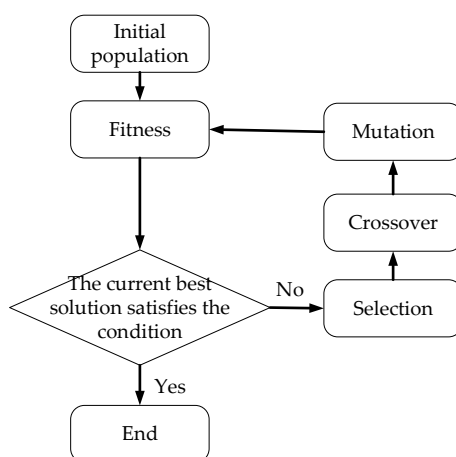 Initial
population
Fitness
Mutation
Crossover
The current best
solution satisfies the
condition
No
Selection
Yes
End